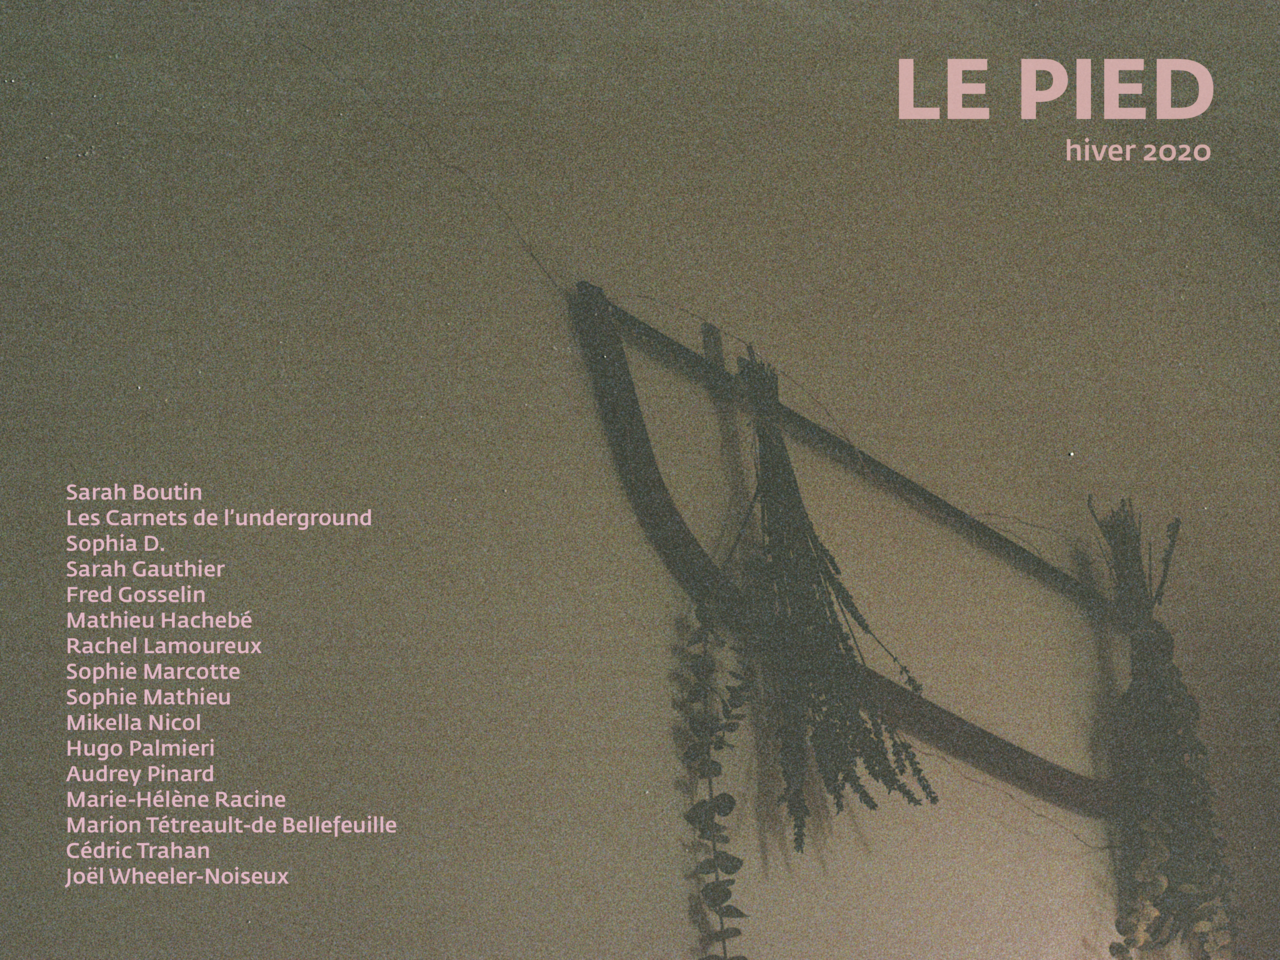 LE PIED
hiver 2020
Sarah Boutin
Les Carnets de l'underground
Sophia D.
Sarah Gauthier
Fred Gosselin
Mathieu Hachebé
Rachel Lamoureux
Sophie Marcotte
Sophie Mathieu
Mikella Nicol
Hugo Palmieri
Audrey Pinard
Marie-Hélène Racine
Marion Tétreault-de Bellefeuille
Cédric Trahan
Joël Wheeler-Noiseux